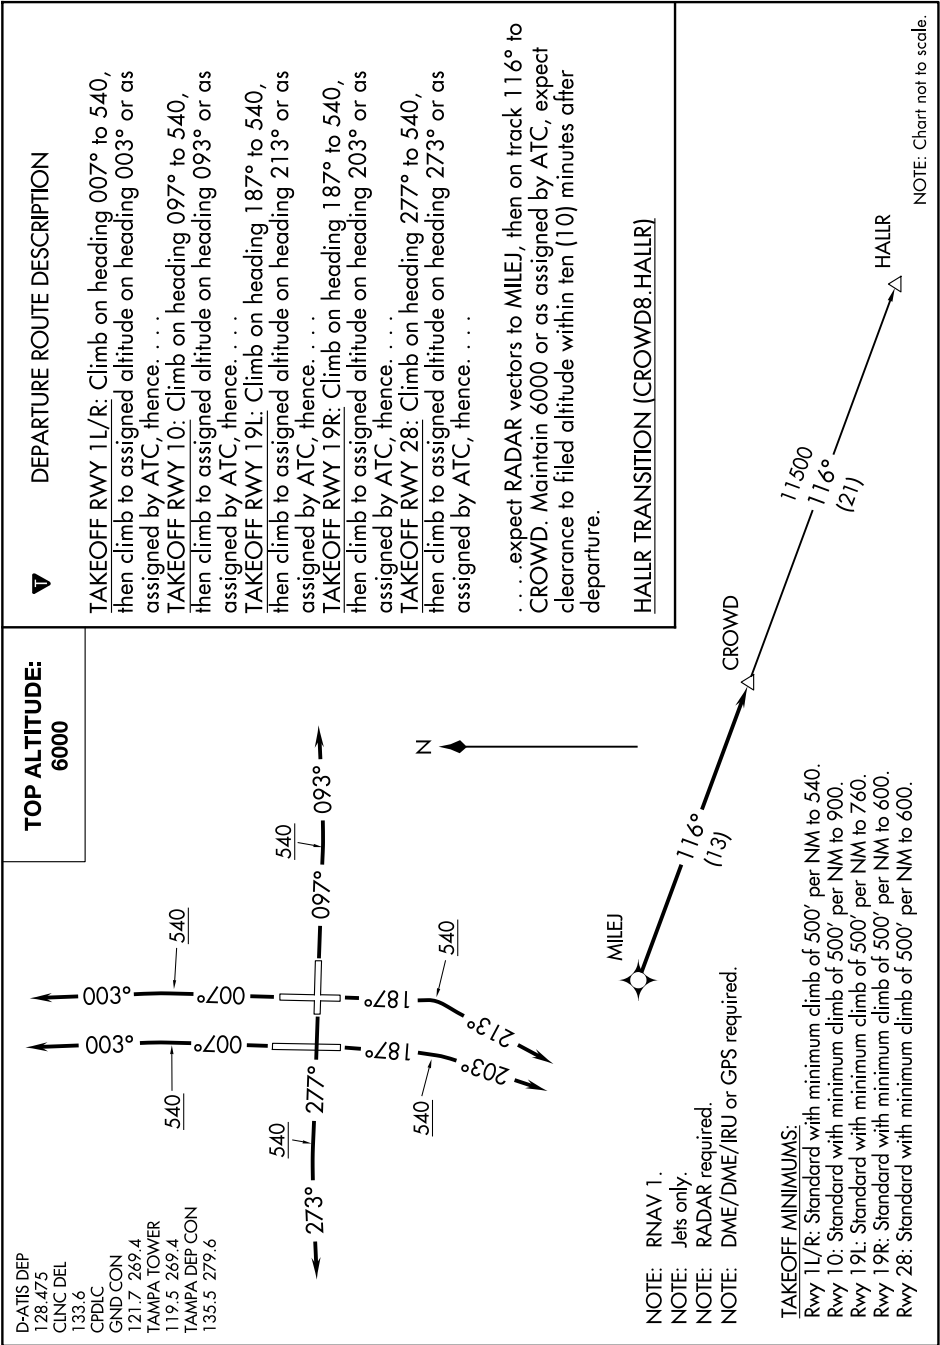 D-ATIS DEP
128.475
CLNC DEL
133.6
CPDLC
GND CON
121.7 269.4
TAMPA TOWER
119.5 269.4
TAMPA DEP CON
135.5 279.6
TOP ALTITUDE:
6000
T
DEPARTURE ROUTE DESCRIPTION
TAKEOFF RWY 1L/R: Climb on heading 007° to 540,
then climb to assigned altitude on heading 003° or as
assigned by ATC, thence. . . .
TAKEOFF RWY 10: Climb on heading 097° to 540,
then climb to assigned altitude on heading 093° or as
assigned by ATC, thence. . . .
TAKEOFF RWY 19L: Climb on heading 187° to 540,
then climb to assigned altitude on heading 213° or as
assigned by ATC, thence. . . .
TAKEOFF RWY 19R: Climb on heading 187° to 540,
then climb to assigned altitude on heading 203° or as
assigned by ATC, thence. . . .
TAKEOFF RWY 28: Climb on heading 277° to 540,
then climb to assigned altitude on heading 273° or as
assigned by ATC, thence. . . .
. . . .expect RADAR vectors to MILEJ, then on track 116° to
CROWD. Maintain 6000 or as assigned by ATC, expect
clearance to filed altitude within ten (10) minutes after
departure.
HALLR TRANSITION (CROWD8.HALLR)
003°
003°
540
540
007°
007°
540
273°
277°
097°
540
093°
187°
187°
540
540
203°
213°
N
MILEJ
116°
(13)
CROWD
11500
116°
(21)
HALLR
NOTE: RNAV 1.
NOTE: Jets only.
NOTE: RADAR required.
NOTE: DME/DME/IRU or GPS required.
TAKEOFF MINIMUMS:
Rwy 1L/R: Standard with minimum climb of 500' per NM to 540.
Rwy 10: Standard with minimum climb of 500' per NM to 900.
Rwy 19L: Standard with minimum climb of 500' per NM to 760.
Rwy 19R: Standard with minimum climb of 500' per NM to 600.
Rwy 28: Standard with minimum climb of 500' per NM to 600.
NOTE: Chart not to scale.